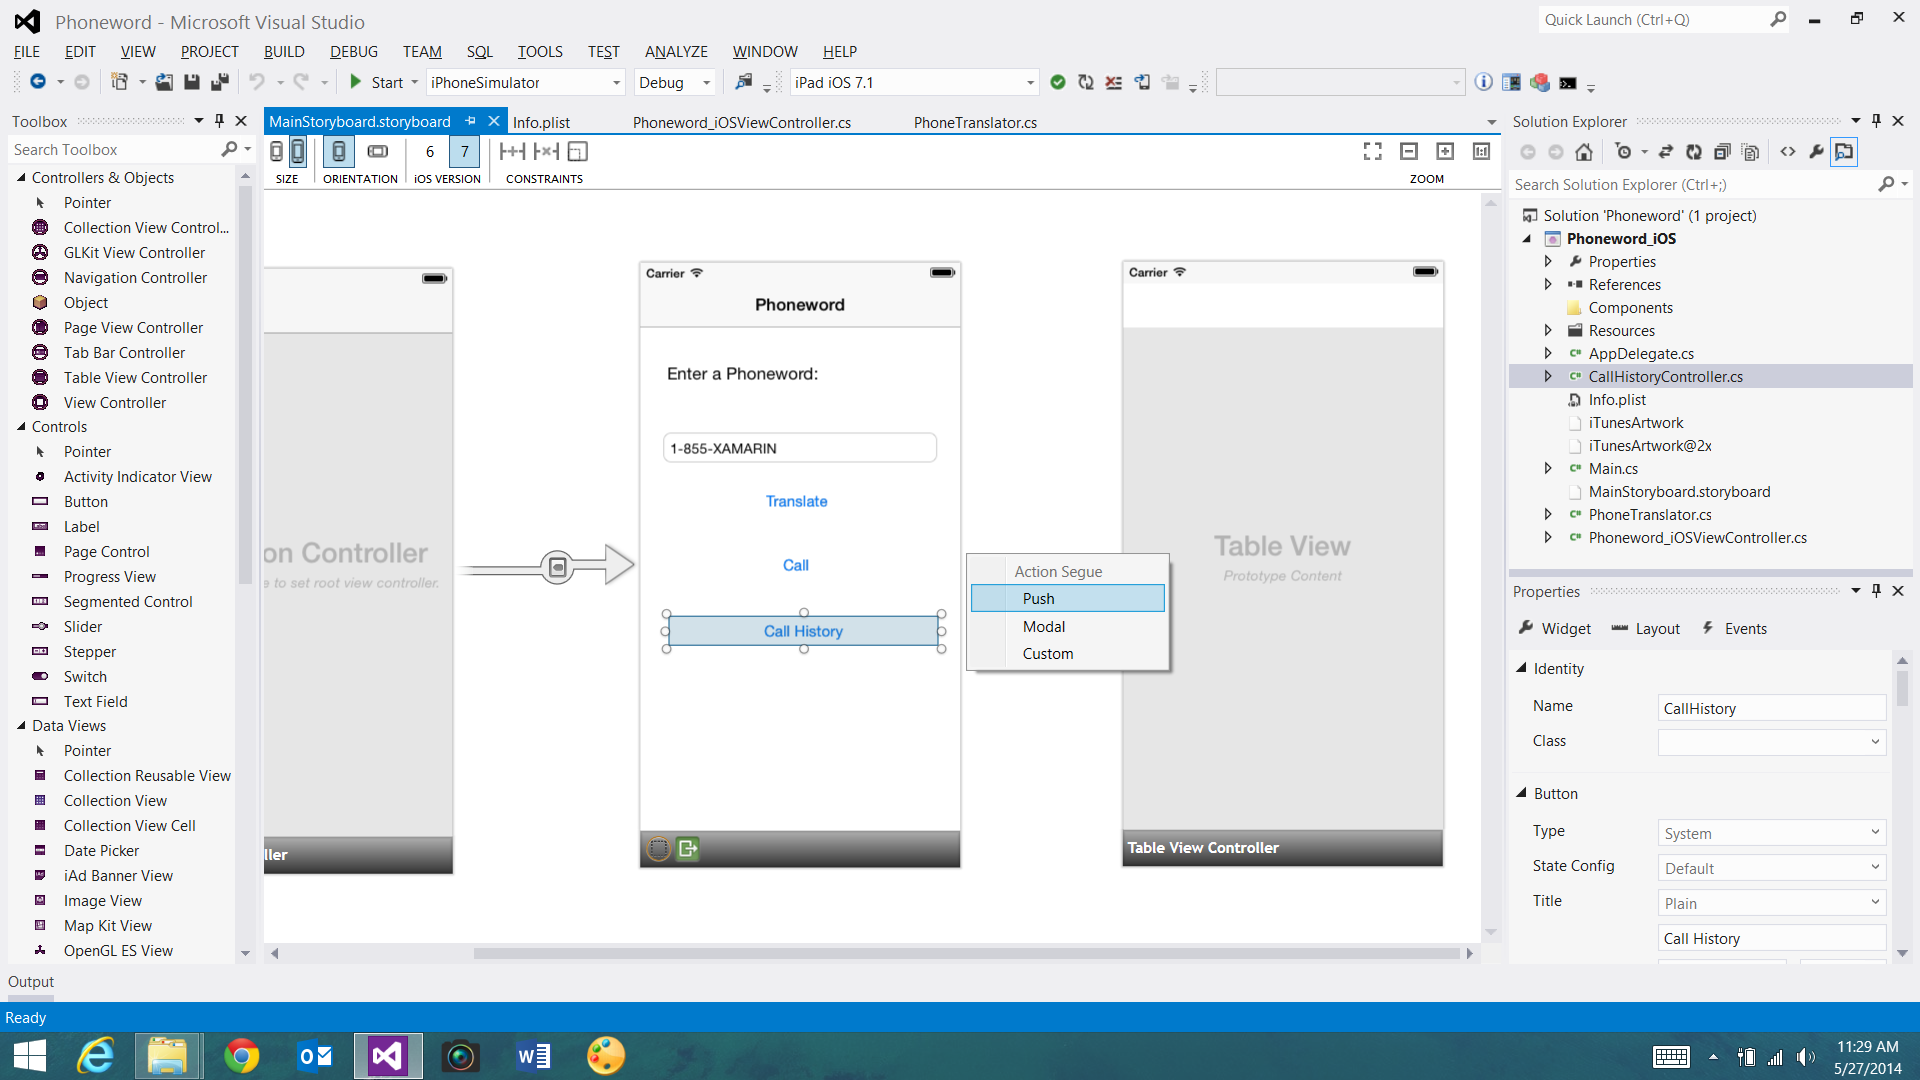 Phoneword - Microsoft Visual Studio
Quick Launch (Ctrl+Q)
FILE EDIT VIEW PROJECT BUILD DEBUG TEAM SQL TOOLS TEST ANALYZE WINDOW HELP
Start iPhoneSimulator Debug iPad iOS 7.1
Toolbox
Search Toolbox
Controllers & Objects
Pointer
Collection View Control...
GLKit View Controller
Navigation Controller
Object
Page View Controller
Tab Bar Controller
Table View Controller
View Controller
Controls
Pointer
Activity Indicator View
Button
Label
Page Control
Progress View
Segmented Control
Slider
Stepper
Switch
Text Field
Data Views
Pointer
Collection Reusable View
Collection View
Collection View Cell
Date Picker
iAd Banner View
Image View
Map Kit View
OpenGL ES View
MainStoryboard.storyboard Info.plist Phoneword_iOSViewController.cs PhoneTranslator.cs
6 7
SIZE ORIENTATION iOS VERSION CONSTRAINTS ZOOM
on Controller
e to set root view controller.
ller
Carrier
Phoneword
Enter a Phoneword:
1-855-XAMARIN
Translate
Call
Call History
Action Segue
Push
Modal
Custom
Carrier
Table View
Prototype Content
Table View Controller
Solution Explorer
Search Solution Explorer (Ctrl+;)
Solution 'Phoneword' (1 project)
Phoneword_iOS
Properties
References
Components
Resources
AppDelegate.cs
CallHistoryController.cs
Info.plist
iTunesArtwork
iTunesArtwork@2x
Main.cs
MainStoryboard.storyboard
PhoneTranslator.cs
Phoneword_iOSViewController.cs
Properties
Widget Layout Events
Identity
Name CallHistory
Class
Button
Type System
State Config Default
Title Plain
Call History
Output
Ready
11:29 AM
5/27/2014